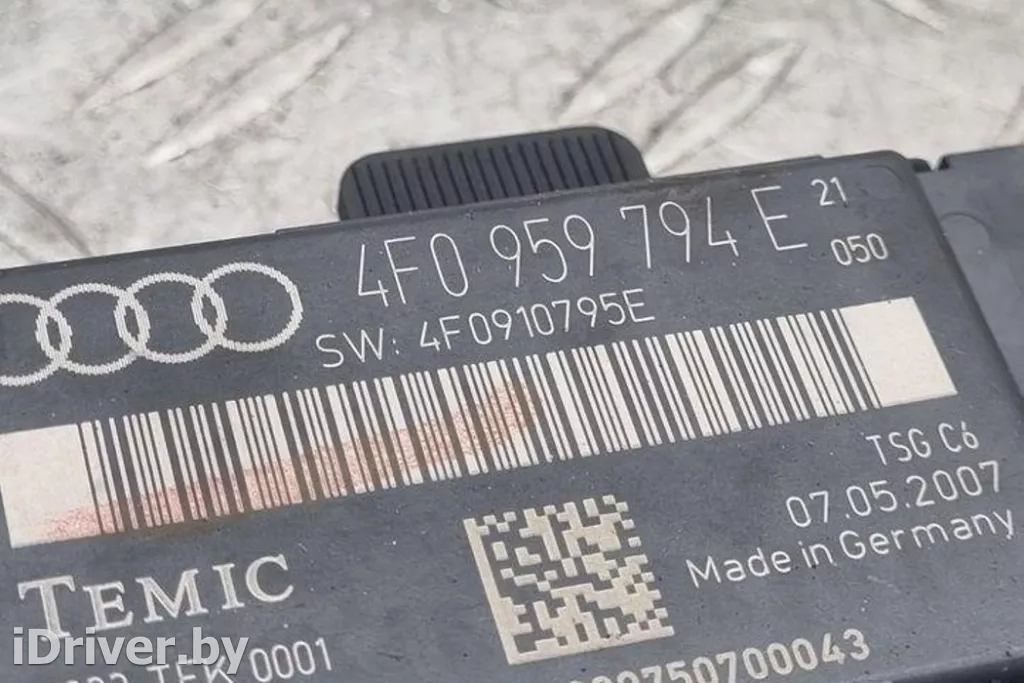 4F0 959 794 E 21
050
SW: 4F0910795E
TSG C6
07.05.2007
Made in Germany
TEMIC
0001
750700043
iDriver.by